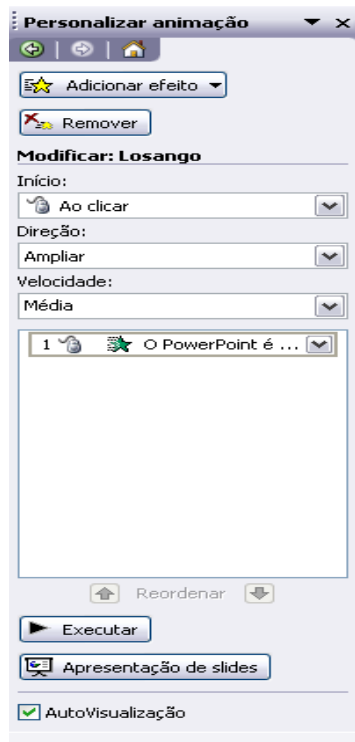 Personalizar animação
Adicionar efeito
Remover
Modificar: Losango
Início:
Ao clicar
Direção:
Ampliar
Velocidade:
Média
1 O PowerPoint é ...
Reordenar
Executar
Apresentação de slides
AutoVisualização